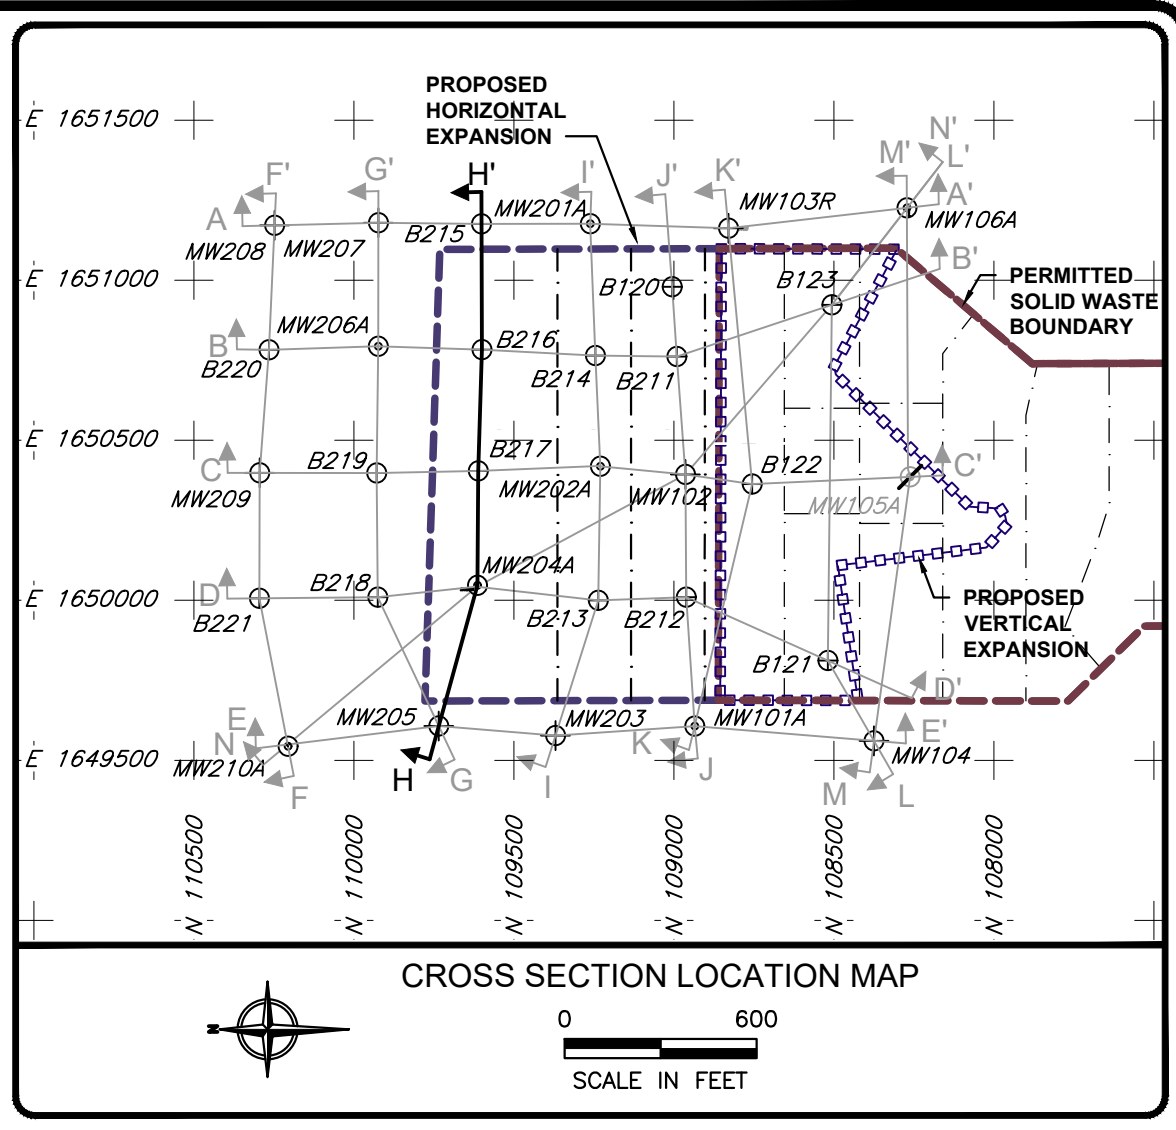 PROPOSED
HORIZONTAL
EXPANSION
E 1651500
N'
M' L'
F' G' H' I' J' K'
A MW208 MW207 B215 MW201A MW103R MW106A A'
E 1651000
B120 B123 B'
PERMITTED
SOLID WASTE
BOUNDARY
B B220 MW206A B216 B214 B211
E 1650500
C MW209 B219 B217 MW202A MW102 B122 MW105A C'
MW204A
E 1650000
D B221 B218 B213 B212
PROPOSED
VERTICAL
EXPANSION
B121 D'
E MW205 MW203 MW101A E'
N K MW104
E 1649500
MW210A F H G I J M L
N 110500
N 110000
N 109500
N 109000
N 108500
N 108000
CROSS SECTION LOCATION MAP
N
0 600
SCALE IN FEET